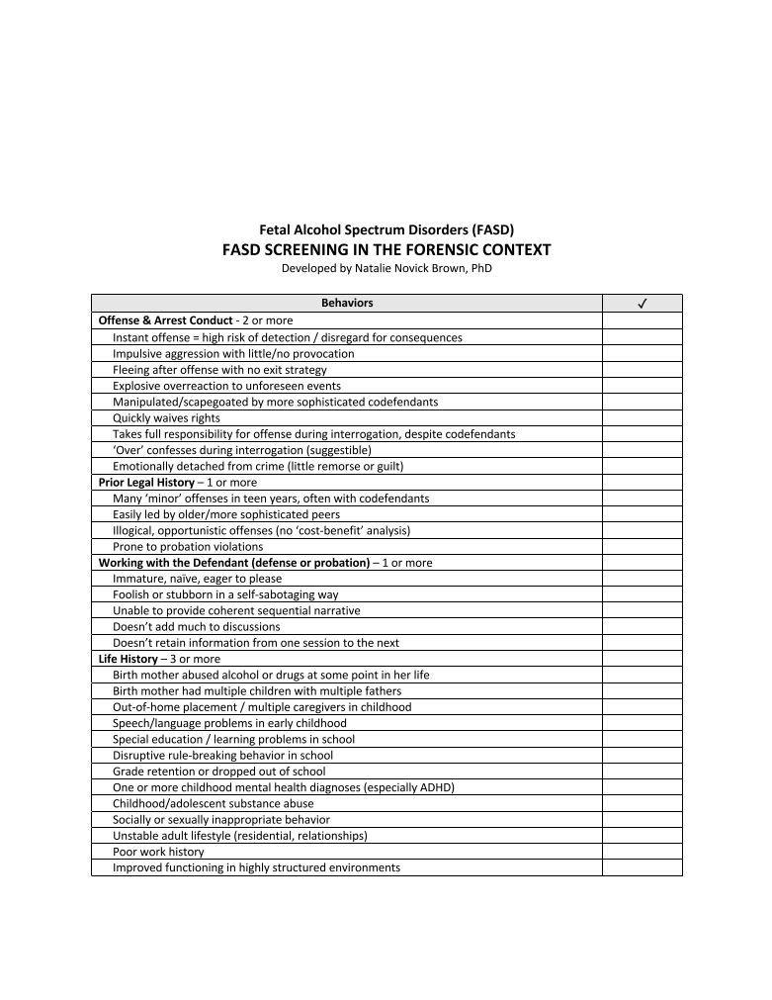 Fetal Alcohol Spectrum Disorders (FASD)
FASD SCREENING IN THE FORENSIC CONTEXT
Developed by Natalie Novick Brown, PhD
Behaviors ✓
Offense & Arrest Conduct - 2 or more
Instant offense = high risk of detection / disregard for consequences
Impulsive aggression with little/no provocation
Fleeing after offense with no exit strategy
Explosive overreaction to unforeseen events
Manipulated/scapegoated by more sophisticated codefendants
Quickly waives rights
Takes full responsibility for offense during interrogation, despite codefendants
‘Over’ confesses during interrogation (suggestible)
Emotionally detached from crime (little remorse or guilt)
Prior Legal History – 1 or more
Many ‘minor’ offenses in teen years, often with codefendants
Easily led by older/more sophisticated peers
Illogical, opportunistic offenses (no ‘cost-benefit’ analysis)
Prone to probation violations
Working with the Defendant (defense or probation) – 1 or more
Immature, naïve, eager to please
Foolish or stubborn in a self-sabotaging way
Unable to provide coherent sequential narrative
Doesn’t add much to discussions
Doesn’t retain information from one session to the next
Life History – 3 or more
Birth mother abused alcohol or drugs at some point in her life
Birth mother had multiple children with multiple fathers
Out-of-home placement / multiple caregivers in childhood
Speech/language problems in early childhood
Special education / learning problems in school
Disruptive rule-breaking behavior in school
Grade retention or dropped out of school
One or more childhood mental health diagnoses (especially ADHD)
Childhood/adolescent substance abuse
Socially or sexually inappropriate behavior
Unstable adult lifestyle (residential, relationships)
Poor work history
Improved functioning in highly structured environments